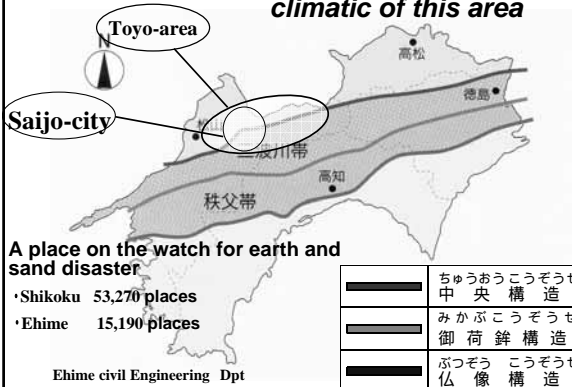 climatic of this area
Toyo-area
N
高松
徳島
Saijo-city
三波川帯
高知
秩父帯
A place on the watch for earth and
sand disaster
・Shikoku 53,270 places
・Ehime 15,190 places
Ehime civil Engineering Dpt
ちゅうおうこうぞうせ
中 央 構 造
みかぶこうぞうせ
御 荷 鉾 構 造
ぶつぞう こうぞうせ
仏 像 構 造